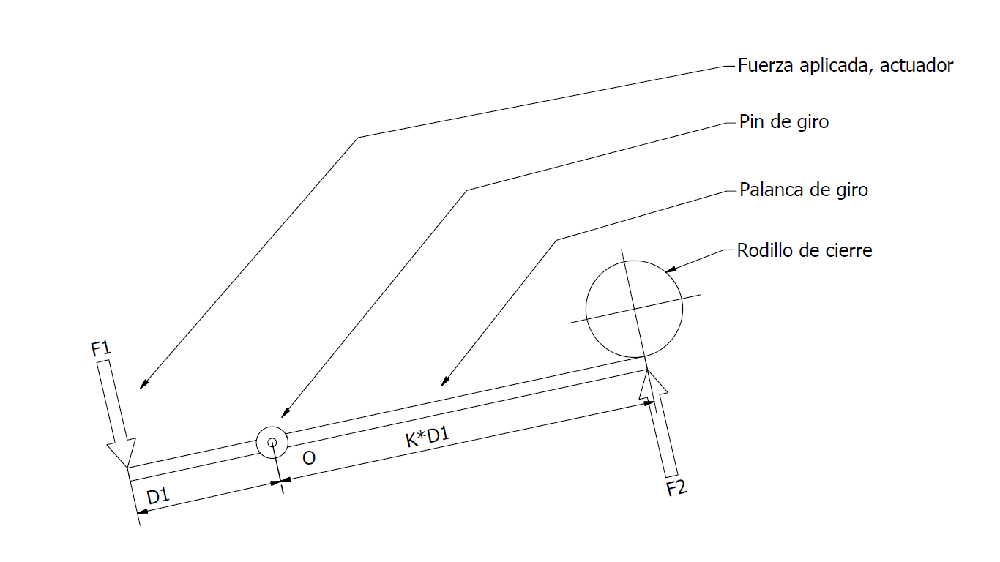 Fuerza aplicada, actuador
Pin de giro
Palanca de giro
Rodillo de cierre
F1
K*D1
O
D1
F2